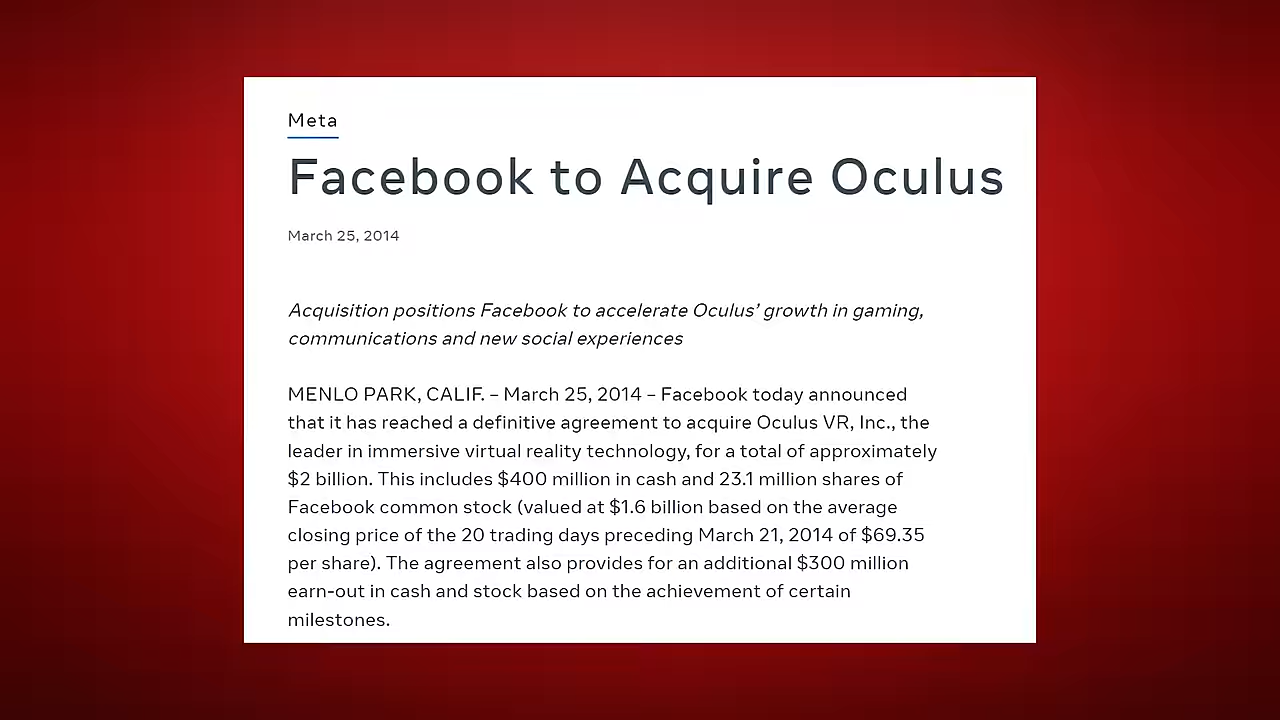 Meta
Facebook to Acquire Oculus
March 25, 2014
Acquisition positions Facebook to accelerate Oculus’ growth in gaming,
communications and new social experiences
MENLO PARK, CALIF. – March 25, 2014 – Facebook today announced
that it has reached a definitive agreement to acquire Oculus VR, Inc., the
leader in immersive virtual reality technology, for a total of approximately
$2 billion. This includes $400 million in cash and 23.1 million shares of
Facebook common stock (valued at $1.6 billion based on the average
closing price of the 20 trading days preceding March 21, 2014 of $69.35
per share). The agreement also provides for an additional $300 million
earn-out in cash and stock based on the achievement of certain
milestones.